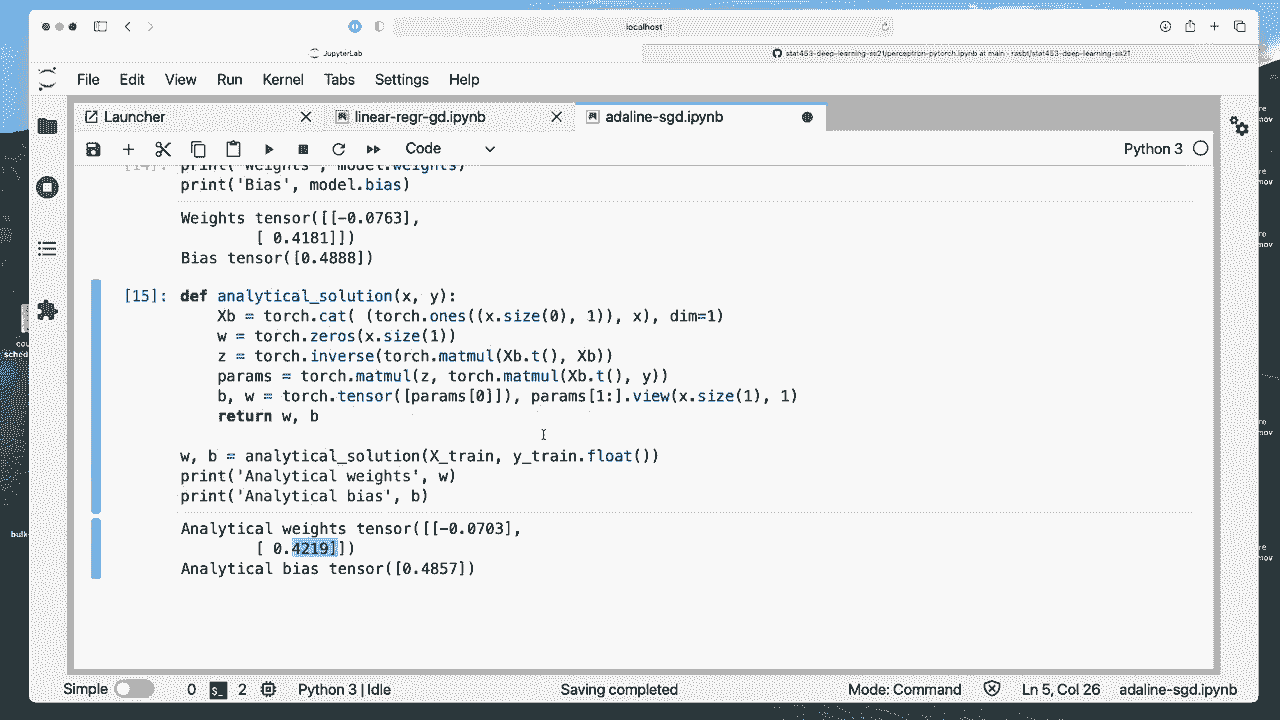 localhost
JupyterLab
stat453-deep-learning-ss21/perceptron-pytorch.ipynb at main · rasbt/stat453-deep-learning-ss21
File Edit View Run Kernel Tabs Settings Help
Launcher linear-regr-gd.ipynb adaline-sgd.ipynb
Code Python 3
[14]: print('Weights', model.weights)
print('Bias', model.bias)
Weights tensor([[-0.0763],
[ 0.4181]])
Bias tensor([0.4888])
[15]: def analytical_solution(x, y):
Xb = torch.cat( (torch.ones((x.size(0), 1)), x), dim=1)
w = torch.zeros(x.size(1))
z = torch.inverse(torch.matmul(Xb.t(), Xb))
params = torch.matmul(z, torch.matmul(Xb.t(), y))
b, w = torch.tensor([params[0]]), params[1:].view(x.size(1), 1)
return w, b
w, b = analytical_solution(X_train, y_train.float())
print('Analytical weights', w)
print('Analytical bias', b)
Analytical weights tensor([[-0.0703],
[ 0.4219]])
Analytical bias tensor([0.4857])
Simple 0 2 Python 3 | Idle Saving completed Mode: Command Ln 5, Col 26 adaline-sgd.ipynb